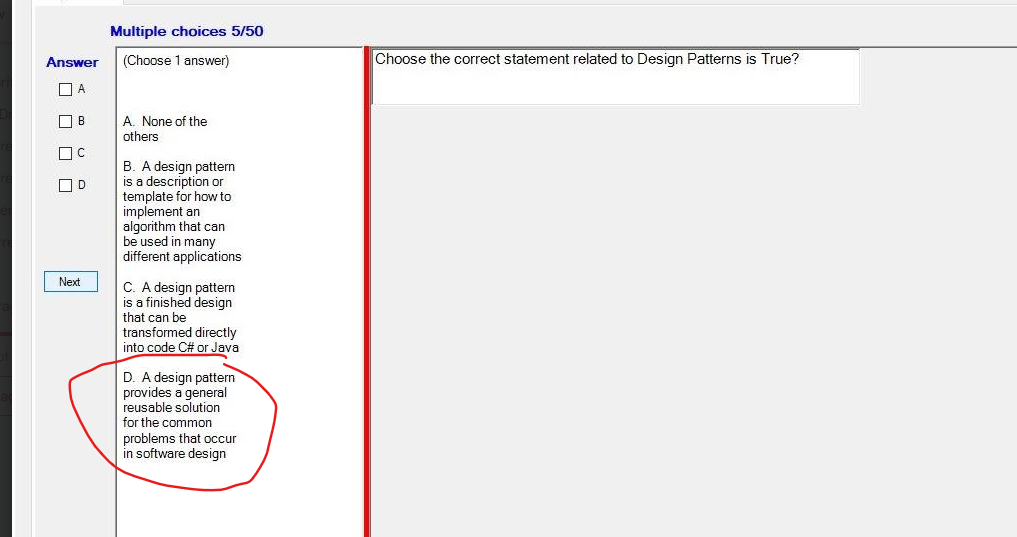 Multiple choices 5/50
Answer
A
B
C
D
Next
(Choose 1 answer)
A. None of the
others
B. A design pattern
is a description or
template for how to
implement an
algorithm that can
be used in many
different applications
C. A design pattern
is a finished design
that can be
transformed directly
into code C# or Java
D. A design pattern
provides a general
reusable solution
for the common
problems that occur
in software design
Choose the correct statement related to Design Patterns is True?